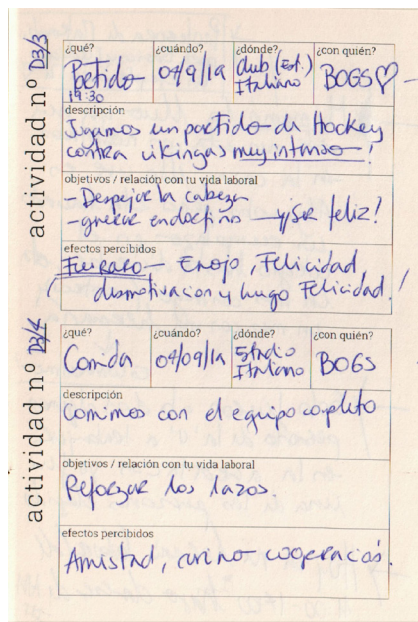 actividad nº D3/3
¿qué? ¿cuándo? ¿dónde? ¿con quién?
Partido 04/9/19 club (Est.) BOGS♡
19:30 Italiano
descripción
Jugamos un partido de Hockey
contra vikingas muy intenso!
objetivos / relación con tu vida laboral
- Despejar la cabeza
- generar endorfinas → ¡Ser feliz!
efectos percibidos
Fue RARO - Enojo, Felicidad,
desmotivacion y luego Felicidad!
actividad nº D3/4
¿qué? ¿cuándo? ¿dónde? ¿con quién?
Comida 04/09/19 Estadio BOGS
Italiano
descripción
Comimos con el equipo completo
objetivos / relación con tu vida laboral
Reforzar los lazos.
efectos percibidos
Amistad, cariño cooperación.